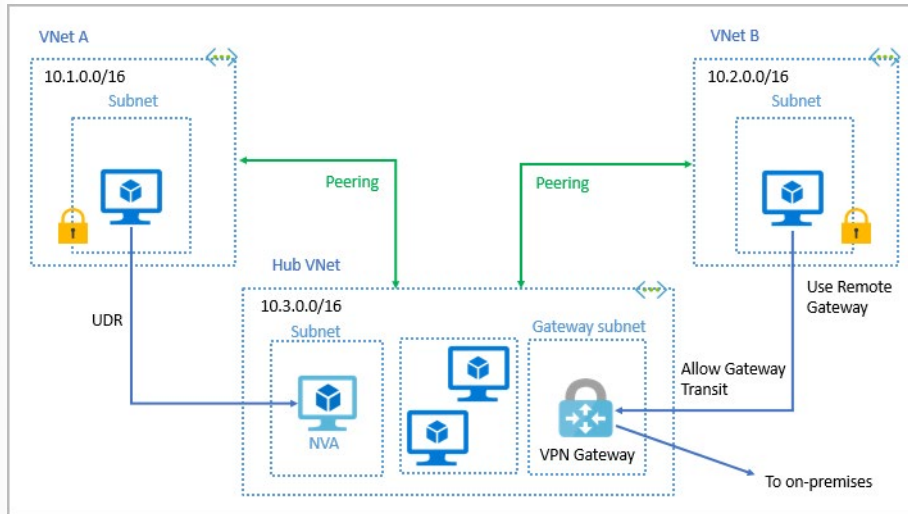 VNet A
10.1.0.0/16
Subnet
VNet B
10.2.0.0/16
Subnet
Peering
Peering
UDR
Use Remote
Gateway
Hub VNet
10.3.0.0/16
Subnet
NVA
Gateway subnet
VPN Gateway
Allow Gateway
Transit
To on-premises